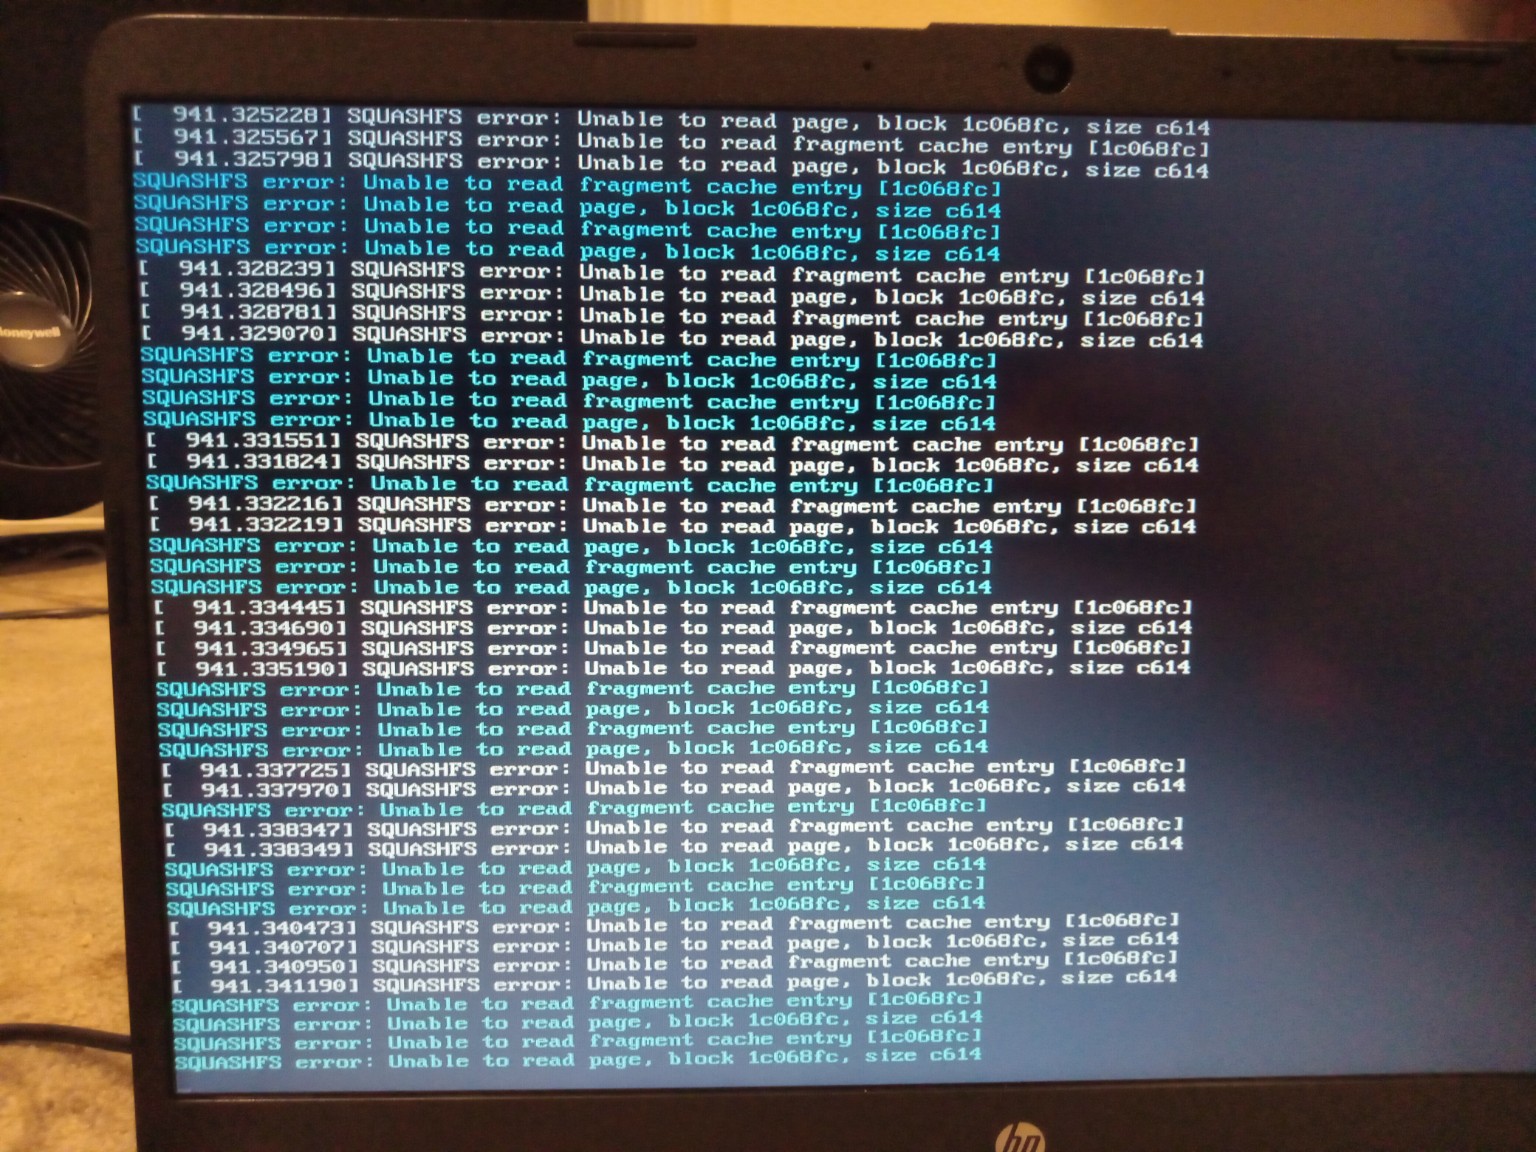 [  941.325228] SQUASHFS error: Unable to read page, block 1c068fc, size c614
[  941.325567] SQUASHFS error: Unable to read fragment cache entry [1c068fc]
[  941.325798] SQUASHFS error: Unable to read page, block 1c068fc, size c614
SQUASHFS error: Unable to read fragment cache entry [1c068fc]
SQUASHFS error: Unable to read page, block 1c068fc, size c614
SQUASHFS error: Unable to read fragment cache entry [1c068fc]
SQUASHFS error: Unable to read page, block 1c068fc, size c614
[  941.328239] SQUASHFS error: Unable to read fragment cache entry [1c068fc]
[  941.328496] SQUASHFS error: Unable to read page, block 1c068fc, size c614
[  941.328781] SQUASHFS error: Unable to read fragment cache entry [1c068fc]
[  941.329070] SQUASHFS error: Unable to read page, block 1c068fc, size c614
SQUASHFS error: Unable to read fragment cache entry [1c068fc]
SQUASHFS error: Unable to read page, block 1c068fc, size c614
SQUASHFS error: Unable to read fragment cache entry [1c068fc]
SQUASHFS error: Unable to read page, block 1c068fc, size c614
[  941.331551] SQUASHFS error: Unable to read fragment cache entry [1c068fc]
[  941.331824] SQUASHFS error: Unable to read page, block 1c068fc, size c614
SQUASHFS error: Unable to read fragment cache entry [1c068fc]
[  941.332216] SQUASHFS error: Unable to read fragment cache entry [1c068fc]
[  941.332219] SQUASHFS error: Unable to read page, block 1c068fc, size c614
SQUASHFS error: Unable to read page, block 1c068fc, size c614
SQUASHFS error: Unable to read fragment cache entry [1c068fc]
SQUASHFS error: Unable to read page, block 1c068fc, size c614
[  941.334445] SQUASHFS error: Unable to read fragment cache entry [1c068fc]
[  941.334690] SQUASHFS error: Unable to read page, block 1c068fc, size c614
[  941.334965] SQUASHFS error: Unable to read fragment cache entry [1c068fc]
[  941.335190] SQUASHFS error: Unable to read page, block 1c068fc, size c614
SQUASHFS error: Unable to read fragment cache entry [1c068fc]
SQUASHFS error: Unable to read page, block 1c068fc, size c614
SQUASHFS error: Unable to read fragment cache entry [1c068fc]
SQUASHFS error: Unable to read page, block 1c068fc, size c614
[  941.337725] SQUASHFS error: Unable to read fragment cache entry [1c068fc]
[  941.337970] SQUASHFS error: Unable to read page, block 1c068fc, size c614
SQUASHFS error: Unable to read fragment cache entry [1c068fc]
[  941.338347] SQUASHFS error: Unable to read fragment cache entry [1c068fc]
[  941.338349] SQUASHFS error: Unable to read page, block 1c068fc, size c614
SQUASHFS error: Unable to read page, block 1c068fc, size c614
SQUASHFS error: Unable to read fragment cache entry [1c068fc]
SQUASHFS error: Unable to read page, block 1c068fc, size c614
[  941.340473] SQUASHFS error: Unable to read fragment cache entry [1c068fc]
[  941.340707] SQUASHFS error: Unable to read page, block 1c068fc, size c614
[  941.340950] SQUASHFS error: Unable to read fragment cache entry [1c068fc]
[  941.341190] SQUASHFS error: Unable to read page, block 1c068fc, size c614
SQUASHFS error: Unable to read fragment cache entry [1c068fc]
SQUASHFS error: Unable to read page, block 1c068fc, size c614
SQUASHFS error: Unable to read fragment cache entry [1c068fc]
SQUASHFS error: Unable to read page, block 1c068fc, size c614
Honeywell
hp